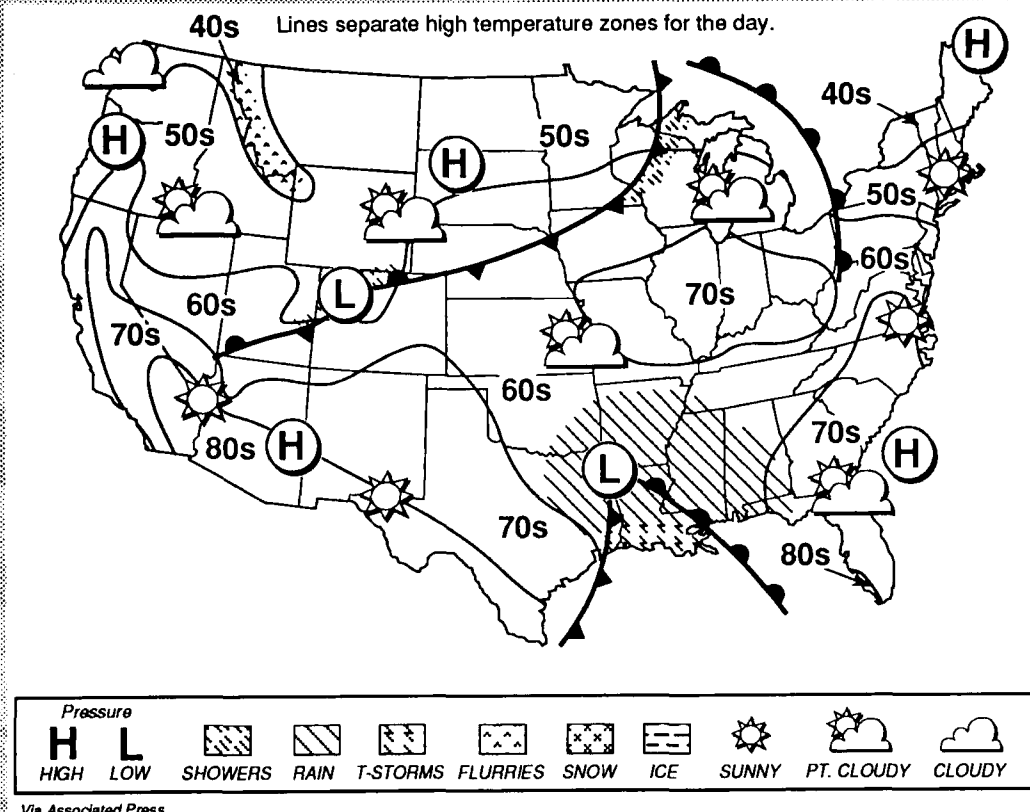 Lines separate high temperature zones for the day.
40s
H
40s
50s
H
50s
H
50s
60s
L
60s
70s
70s
60s
80s
H
70s
H
L
70s
80s
Pressure
H L
HIGH LOW SHOWERS RAIN T-STORMS FLURRIES SNOW ICE SUNNY PT. CLOUDY CLOUDY
Via Associated Press